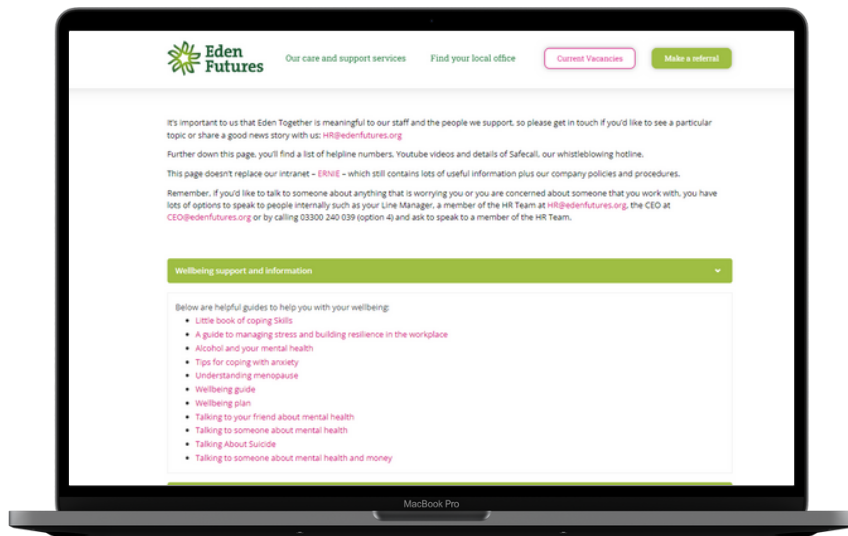 Eden
Futures
Our care and support services
Find your local office
Current Vacancies
Make a referral
It's important to us that Eden Together is meaningful to our staff and the people we support, so please get in touch if you'd like to see a particular
topic or share a good news story with us: HR@edenfutures.org
Further down this page, you'll find a list of helpline numbers, Youtube videos and details of Safecall, our whistleblowing hotline.
This page doesn't replace our intranet – ERNIE – which still contains lots of useful information plus our company policies and procedures.
Remember, if you'd like to talk to someone about anything that is worrying you or you are concerned about someone that you work with, you have
lots of options to speak to people internally such as your Line Manager, a member of the HR Team at HR@edenfutures.org, the CEO at
CEO@edenfutures.org or by calling 03300 240 039 (option 4) and ask to speak to a member of the HR Team.
Wellbeing support and information
Below are helpful guides to help you with your wellbeing:
• Little book of coping Skills
• A guide to managing stress and building resilience in the workplace
• Alcohol and your mental health
• Tips for coping with anxiety
• Understanding menopause
• Wellbeing guide
• Wellbeing plan
• Talking to your friend about mental health
• Talking to someone about mental health
• Talking About Suicide
• Talking to someone about mental health and money
MacBook Pro